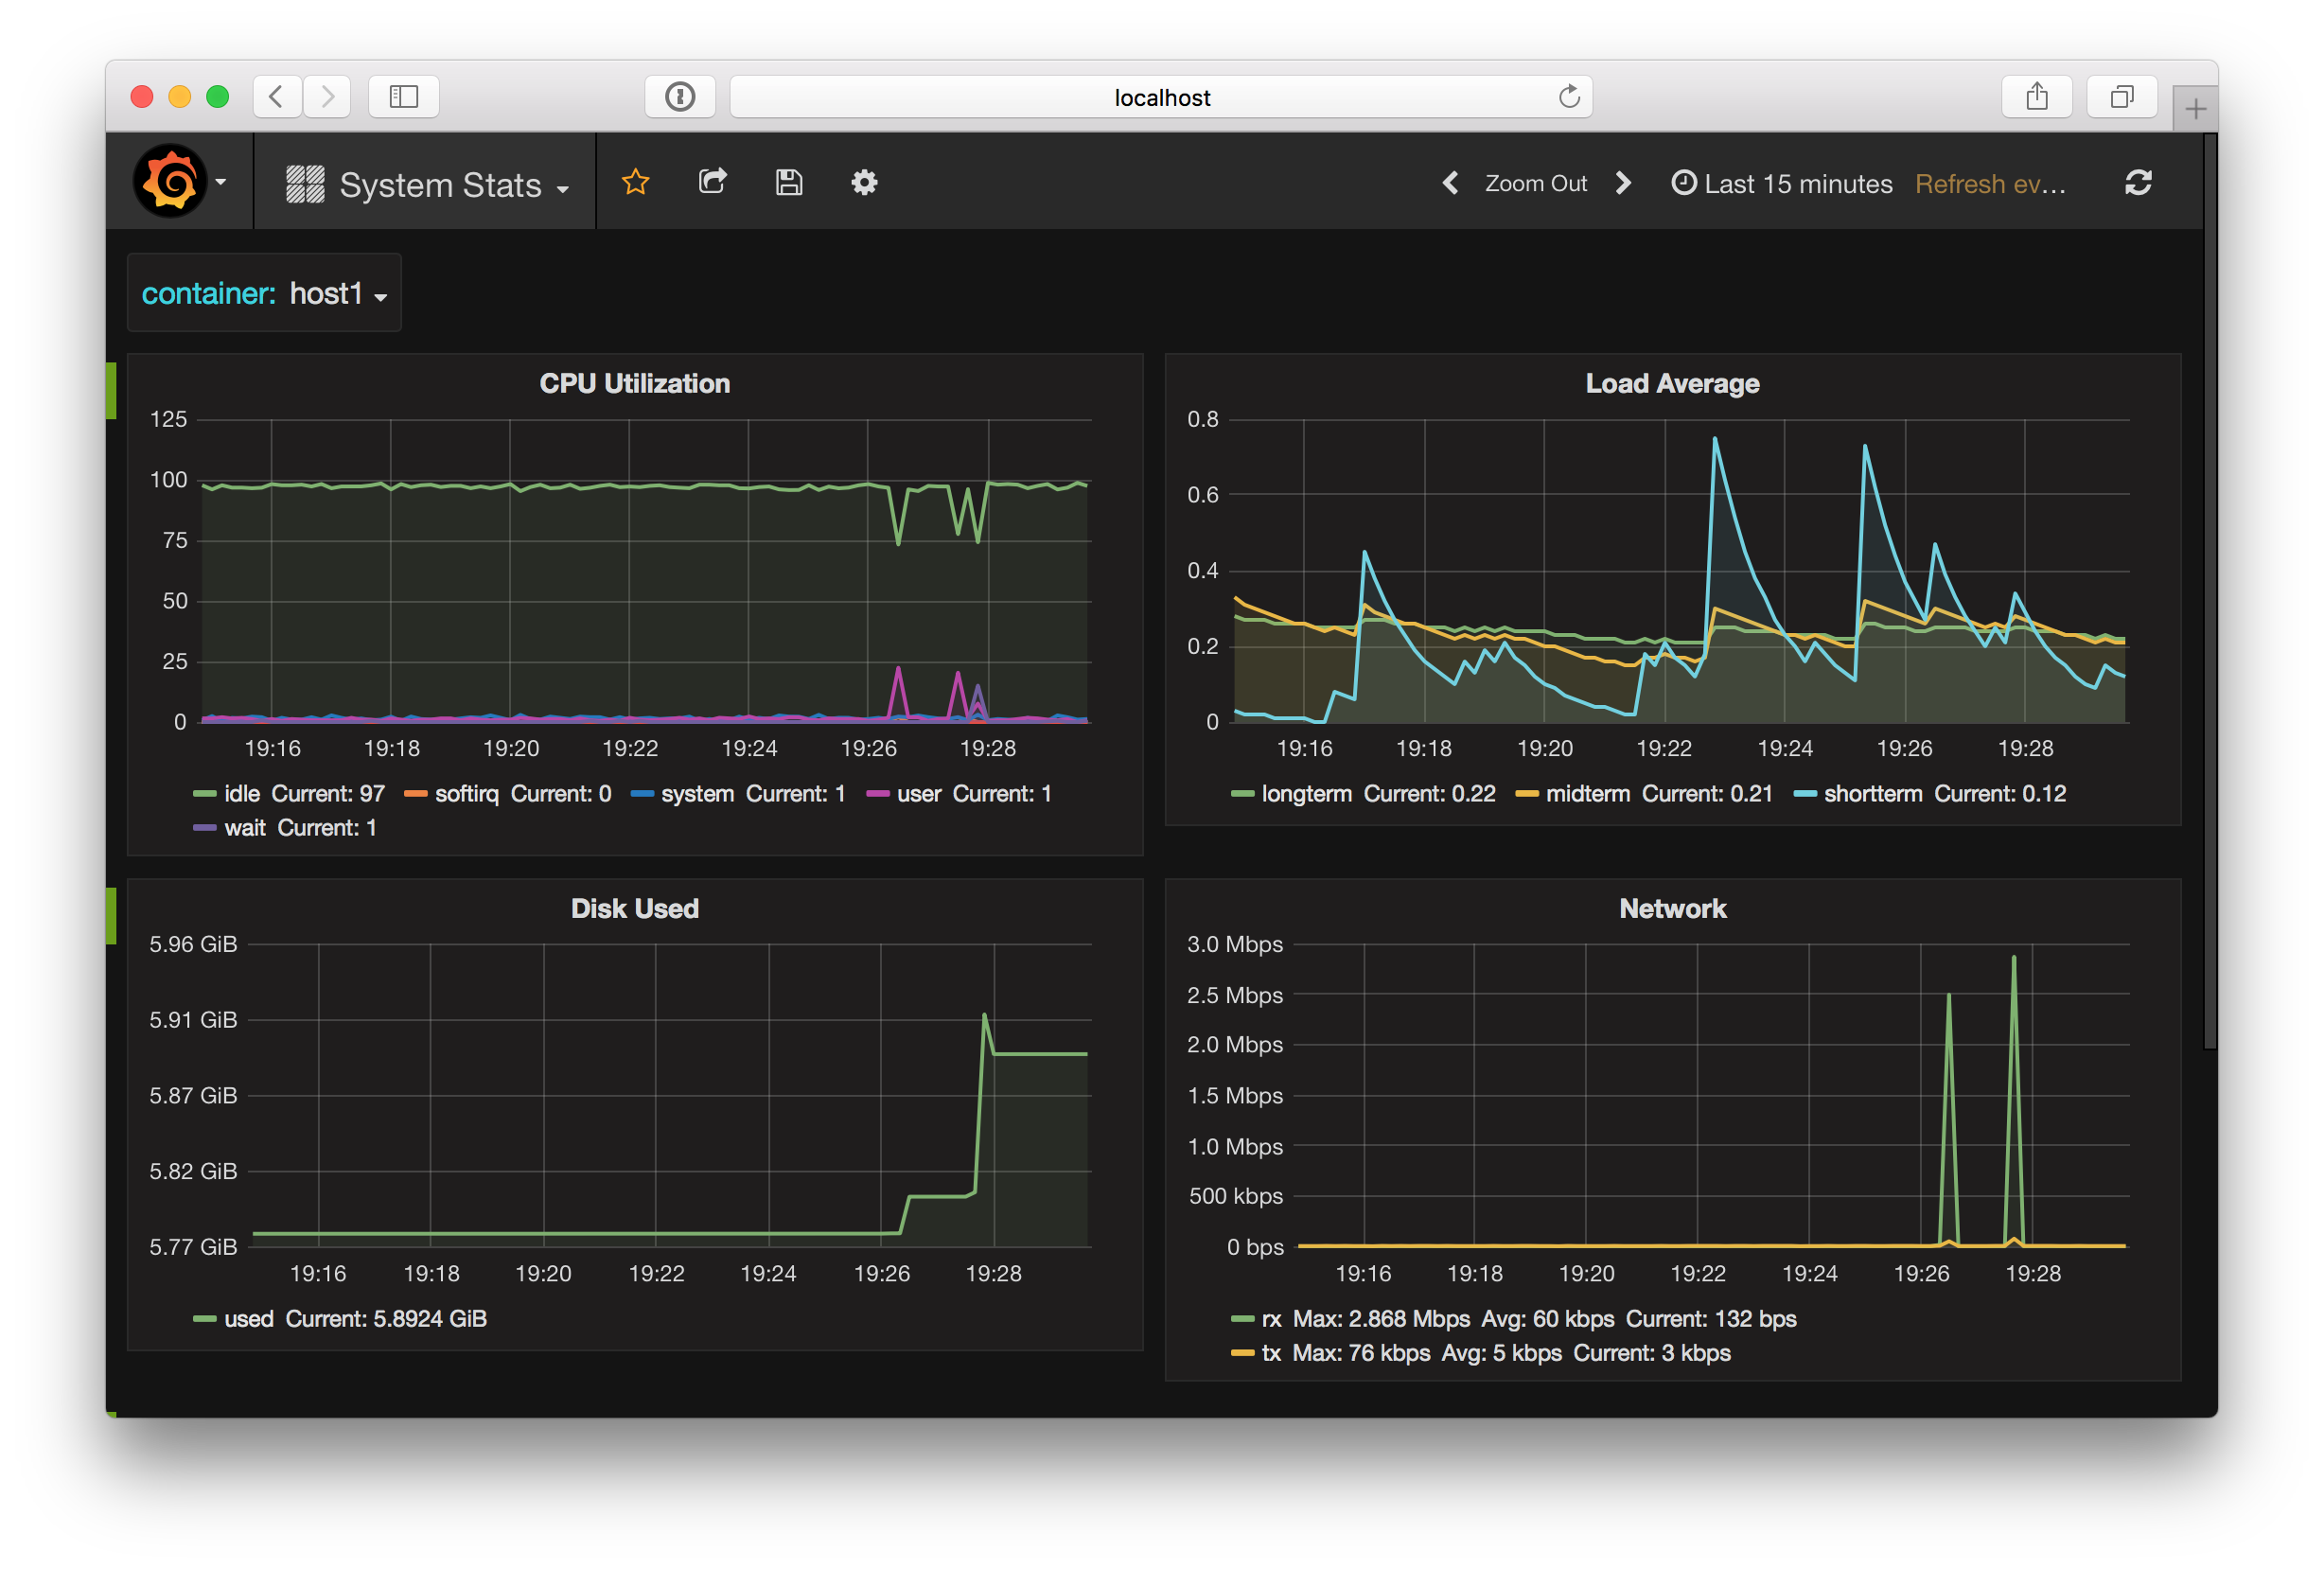 localhost
System Stats
Zoom Out
Last 15 minutes Refresh ev...
container: host1
CPU Utilization
125
100
75
50
25
0
19:16 19:18 19:20 19:22 19:24 19:26 19:28
idle Current: 97 softirq Current: 0 system Current: 1 user Current: 1
wait Current: 1
Load Average
0.8
0.6
0.4
0.2
0
19:16 19:18 19:20 19:22 19:24 19:26 19:28
longterm Current: 0.22 midterm Current: 0.21 shortterm Current: 0.12
Disk Used
5.96 GiB
5.91 GiB
5.87 GiB
5.82 GiB
5.77 GiB
19:16 19:18 19:20 19:22 19:24 19:26 19:28
used Current: 5.8924 GiB
Network
3.0 Mbps
2.5 Mbps
2.0 Mbps
1.5 Mbps
1.0 Mbps
500 kbps
0 bps
19:16 19:18 19:20 19:22 19:24 19:26 19:28
rx Max: 2.868 Mbps Avg: 60 kbps Current: 132 bps
tx Max: 76 kbps Avg: 5 kbps Current: 3 kbps